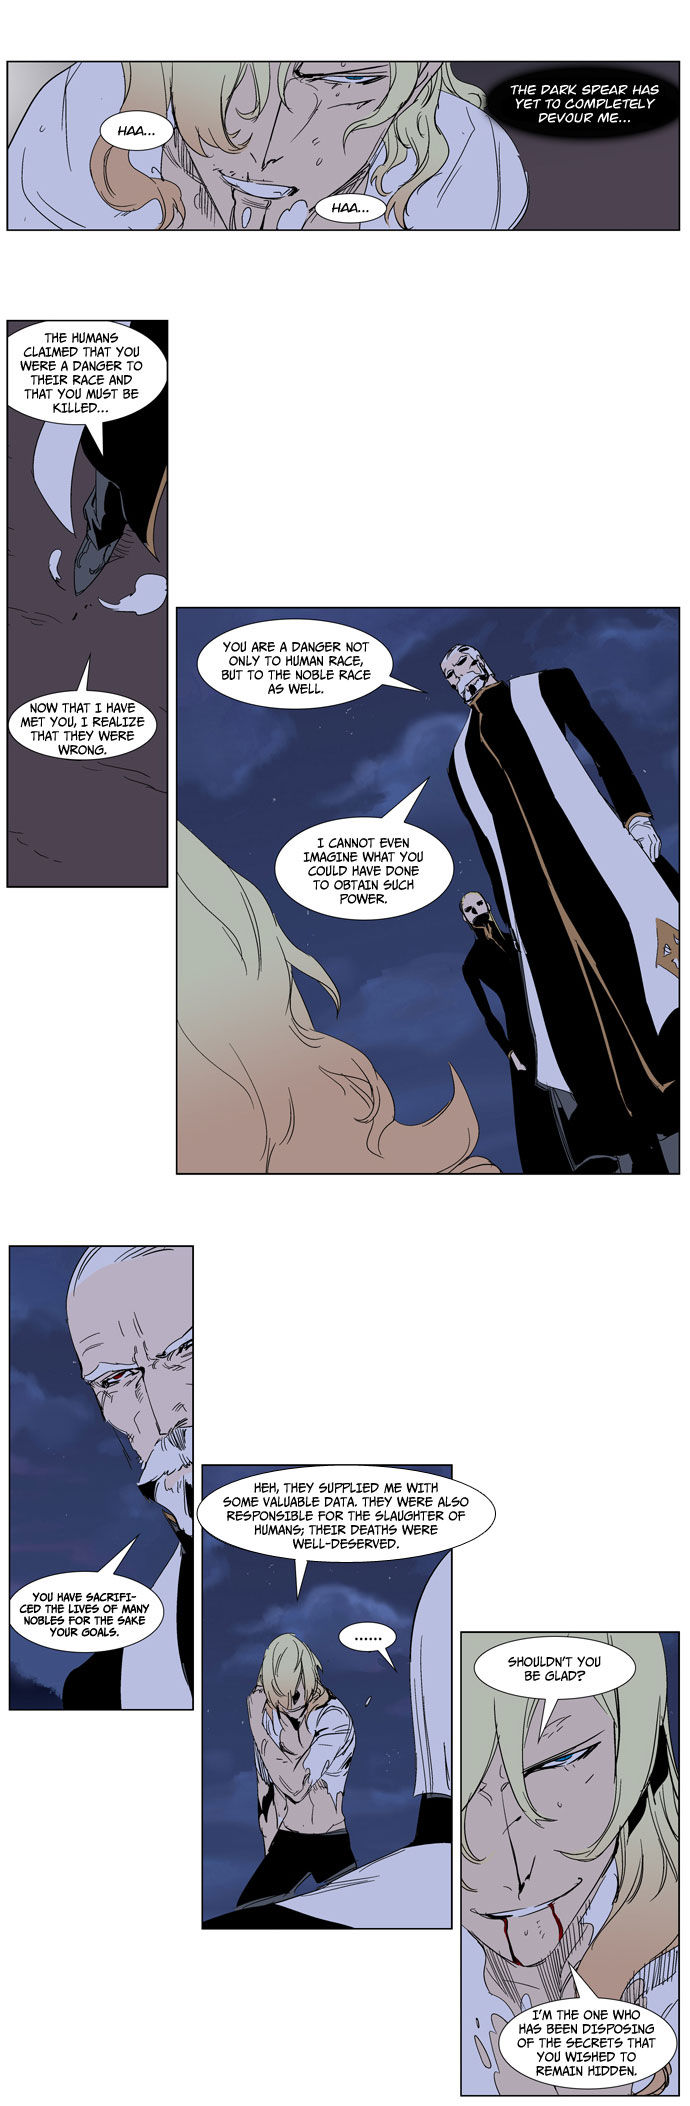 HAA...
THE DARK SPEAR HAS
YET TO COMPLETELY
DEVOUR ME...
HAA...
THE HUMANS
CLAIMED THAT YOU
WERE A DANGER TO
THEIR RACE AND
THAT YOU MUST BE
KILLED...
NOW THAT I HAVE
MET YOU, I REALIZE
THAT THEY WERE
WRONG.
YOU ARE A DANGER NOT
ONLY TO HUMAN RACE,
BUT TO THE NOBLE RACE
AS WELL.
I CANNOT EVEN
IMAGINE WHAT YOU
COULD HAVE DONE
TO OBTAIN SUCH
POWER.
YOU HAVE SACRIFI-
CED THE LIVES OF MANY
NOBLES FOR THE SAKE
YOUR GOALS.
HEH, THEY SUPPLIED ME WITH
SOME VALUABLE DATA. THEY WERE ALSO
RESPONSIBLE FOR THE SLAUGHTER OF
HUMANS; THEIR DEATHS WERE
WELL-DESERVED.
......
SHOULDN'T YOU
BE GLAD?
I'M THE ONE WHO
HAS BEEN DISPOSING
OF THE SECRETS THAT
YOU WISHED TO
REMAIN HIDDEN.